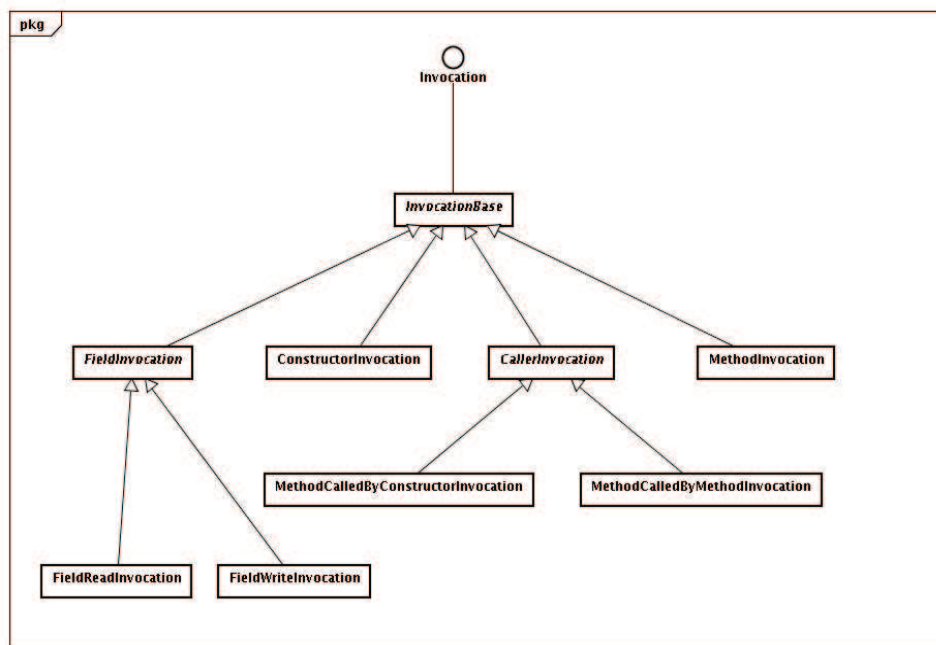 pkg
Invocation
InvocationBase
FieldInvocation
ConstructorInvocation
CallerInvocation
MethodInvocation
MethodCalledByConstructorInvocation
MethodCalledByMethodInvocation
FieldReadInvocation
FieldWriteInvocation